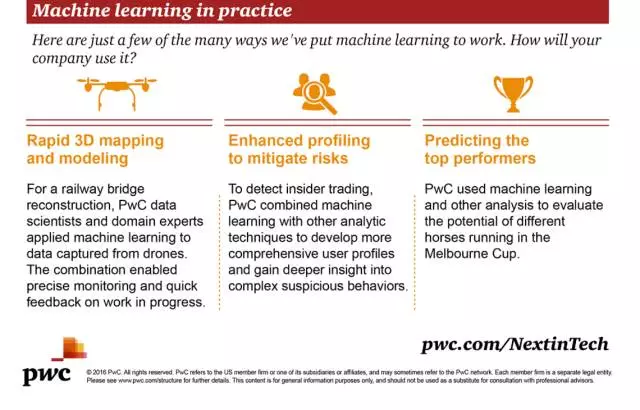 Machine learning in practice
Here are just a few of the many ways we've put machine learning to work. How will your
company use it?
Rapid 3D mapping
and modeling
For a railway bridge
reconstruction, PwC data
scientists and domain experts
applied machine learning to
data captured from drones.
The combination enabled
precise monitoring and quick
feedback on work in progress.
Enhanced profiling
to mitigate risks
To detect insider trading,
PwC combined machine
learning with other analytic
techniques to develop more
comprehensive user profiles
and gain deeper insight into
complex suspicious behaviors.
Predicting the
top performers
PwC used machine learning
and other analysis to evaluate
the potential of different
horses running in the
Melbourne Cup.
pwc
pwc.com/NextinTech
© 2016 PwC. All rights reserved. PwC refers to the US member firm or one of its subsidiaries or affiliates, and may sometimes refer to the PwC network. Each member firm is a separate legal entity.
Please see www.pwc.com/structure for further details. This content is for general information purposes only, and should not be used as a substitute for consultation with professional advisors.